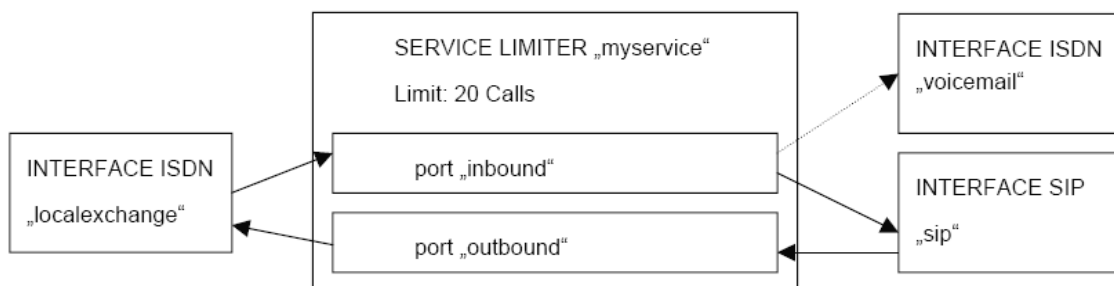 SERVICE LIMITER „myservice“
Limit: 20 Calls
INTERFACE ISDN
„voicemail“
INTERFACE ISDN
„localexchange“
port „inbound“
port „outbound“
INTERFACE SIP
„sip“